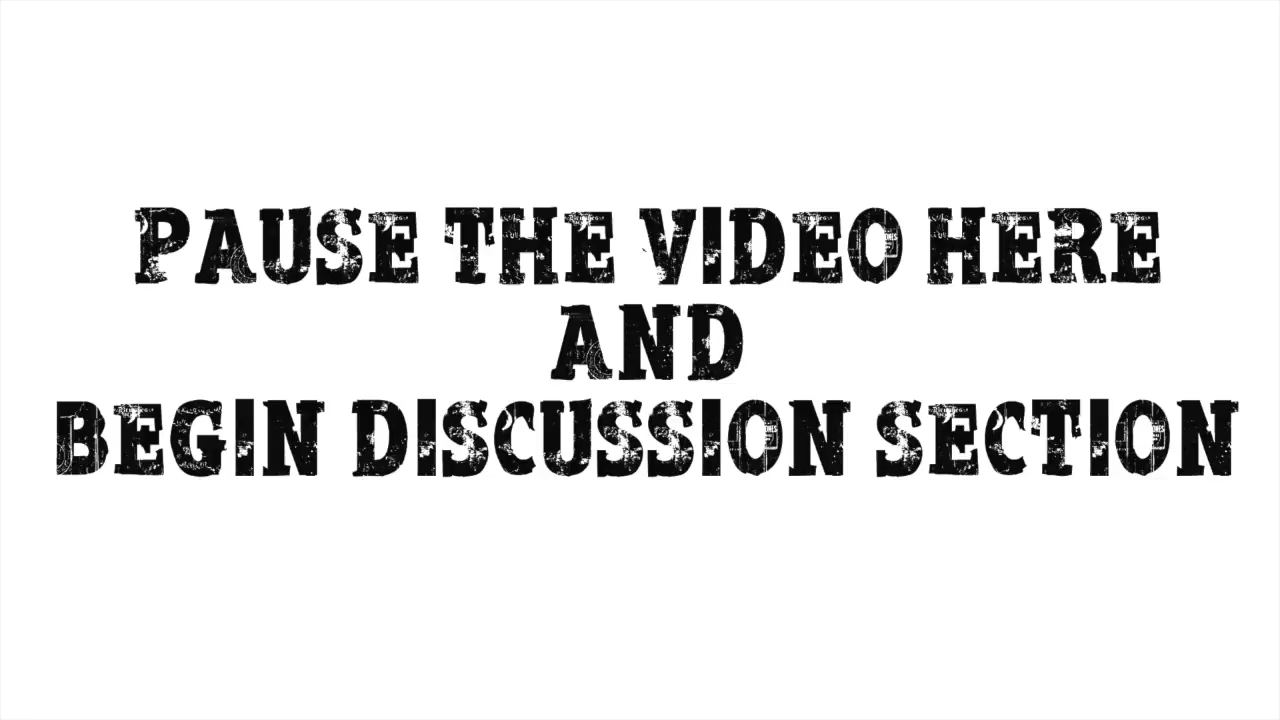 PAUSE THE VIDEO HERE
AND
BEGIN DISCUSSION SECTION